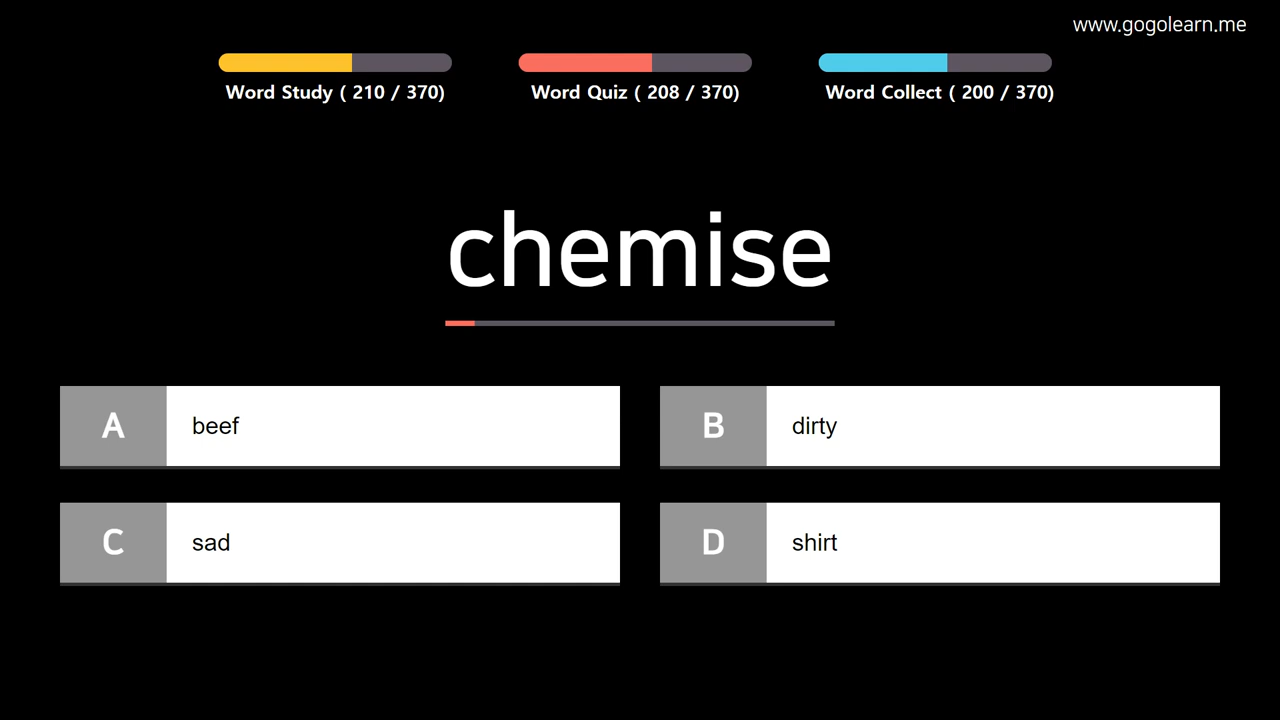 www.gogolearn.me
Word Study ( 210 / 370)
Word Quiz ( 208 / 370)
Word Collect ( 200 / 370)
chemise
A beef
B dirty
C sad
D shirt